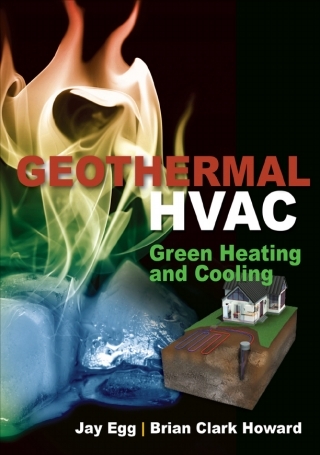 GEOTHERMAL
HVAC
Green Heating
and Cooling
Jay Egg | Brian Clark Howard